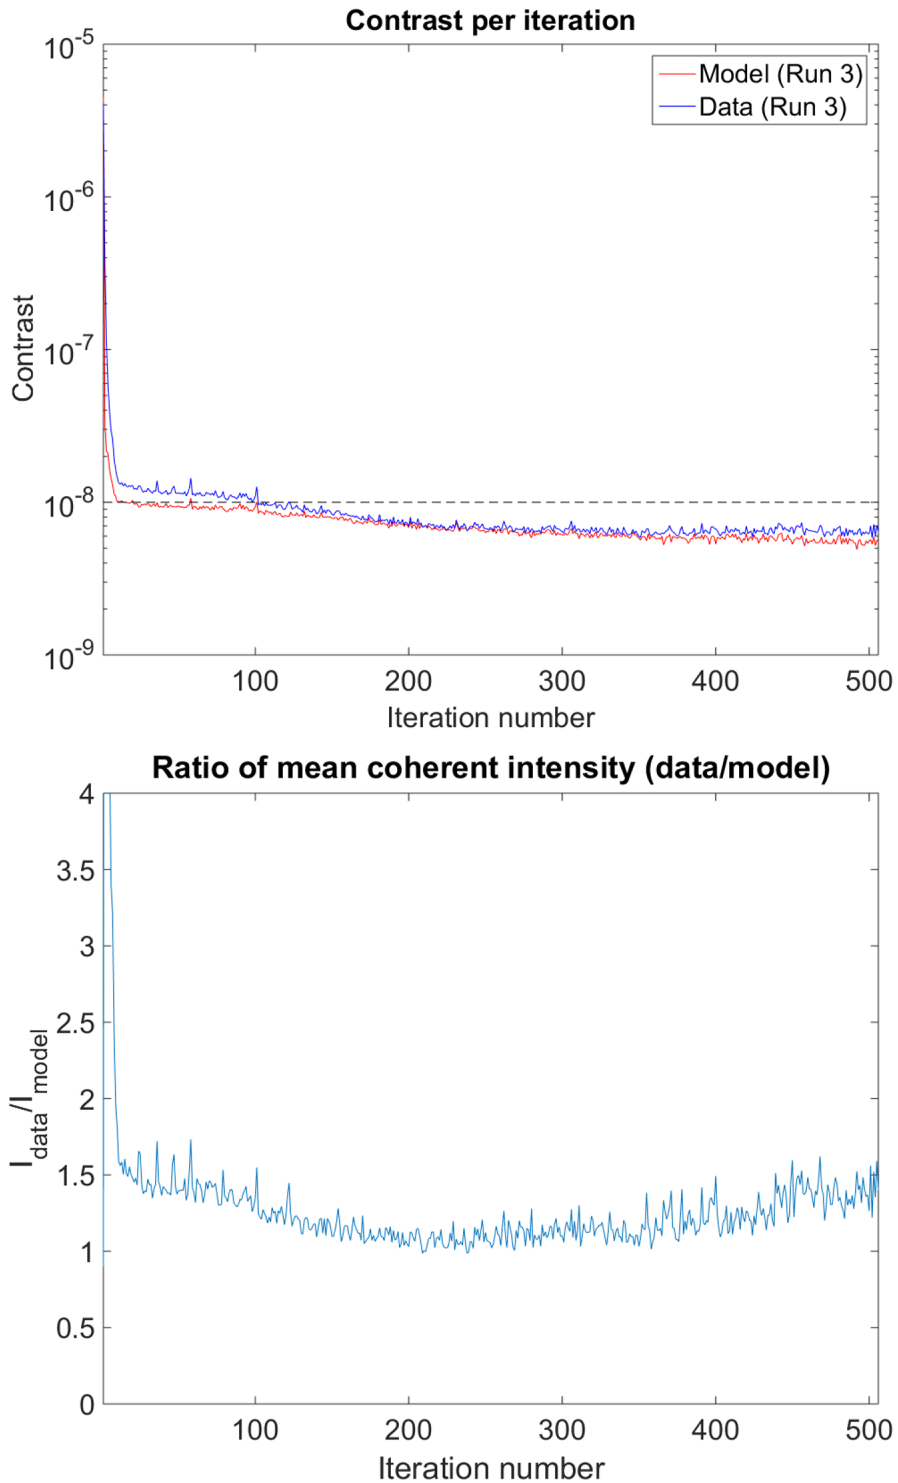 Contrast per iteration
10^-5
10^-6
10^-7
10^-8
10^-9
Contrast
Model (Run 3)
Data (Run 3)
100 200 300 400 500
Iteration number
Ratio of mean coherent intensity (data/model)
4
3.5
3
2.5
2
1.5
1
0.5
0
I_data/I_model
100 200 300 400 500
Iteration number